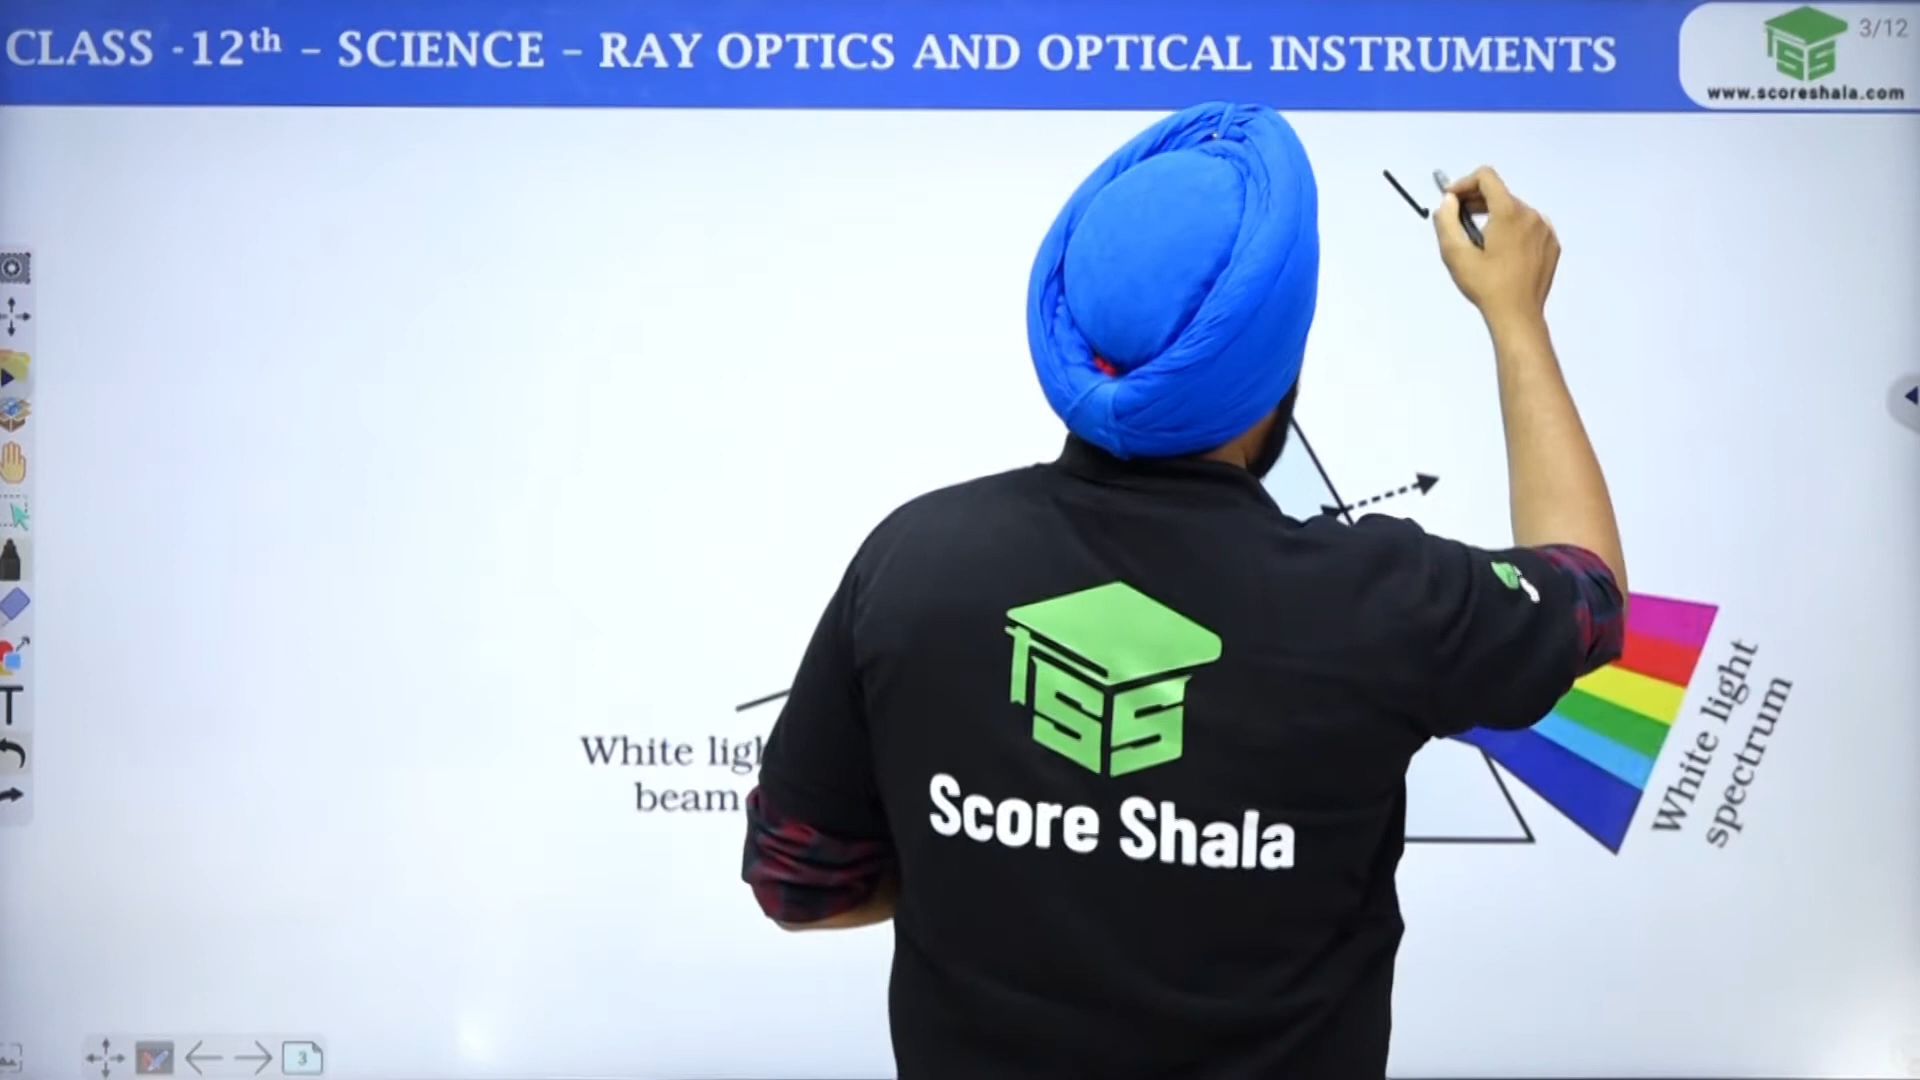 CLASS -12th – SCIENCE – RAY OPTICS AND OPTICAL INSTRUMENTS
3/12
www.scoreshala.com
White light
spectrum
White ligh
beam
Score Shala
3